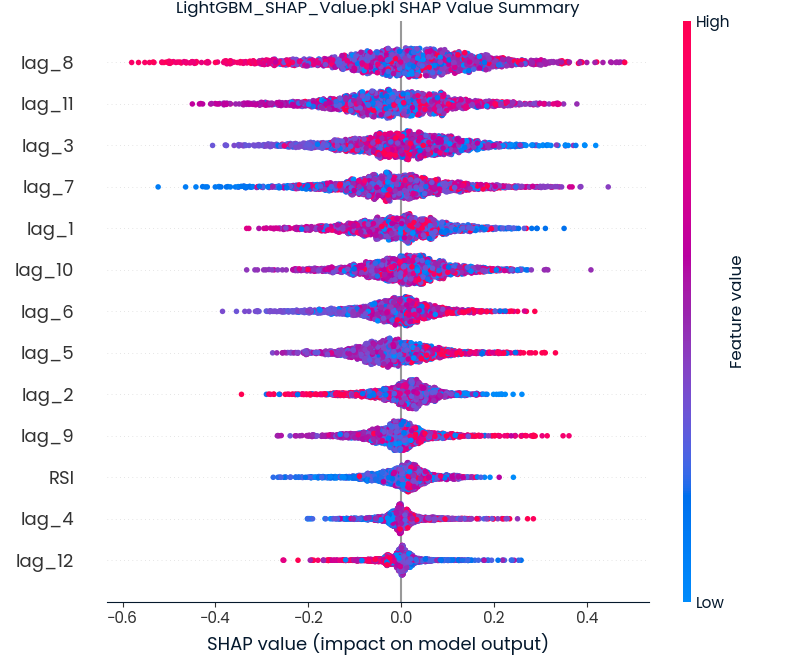 LightGBM_SHAP_Value.pkl SHAP Value Summary
High
lag_8
lag_11
lag_3
lag_7
lag_1
lag_10
lag_6
lag_5
lag_2
lag_9
RSI
lag_4
lag_12
Feature value
Low
−0.6 −0.4 −0.2 0.0 0.2 0.4
SHAP value (impact on model output)